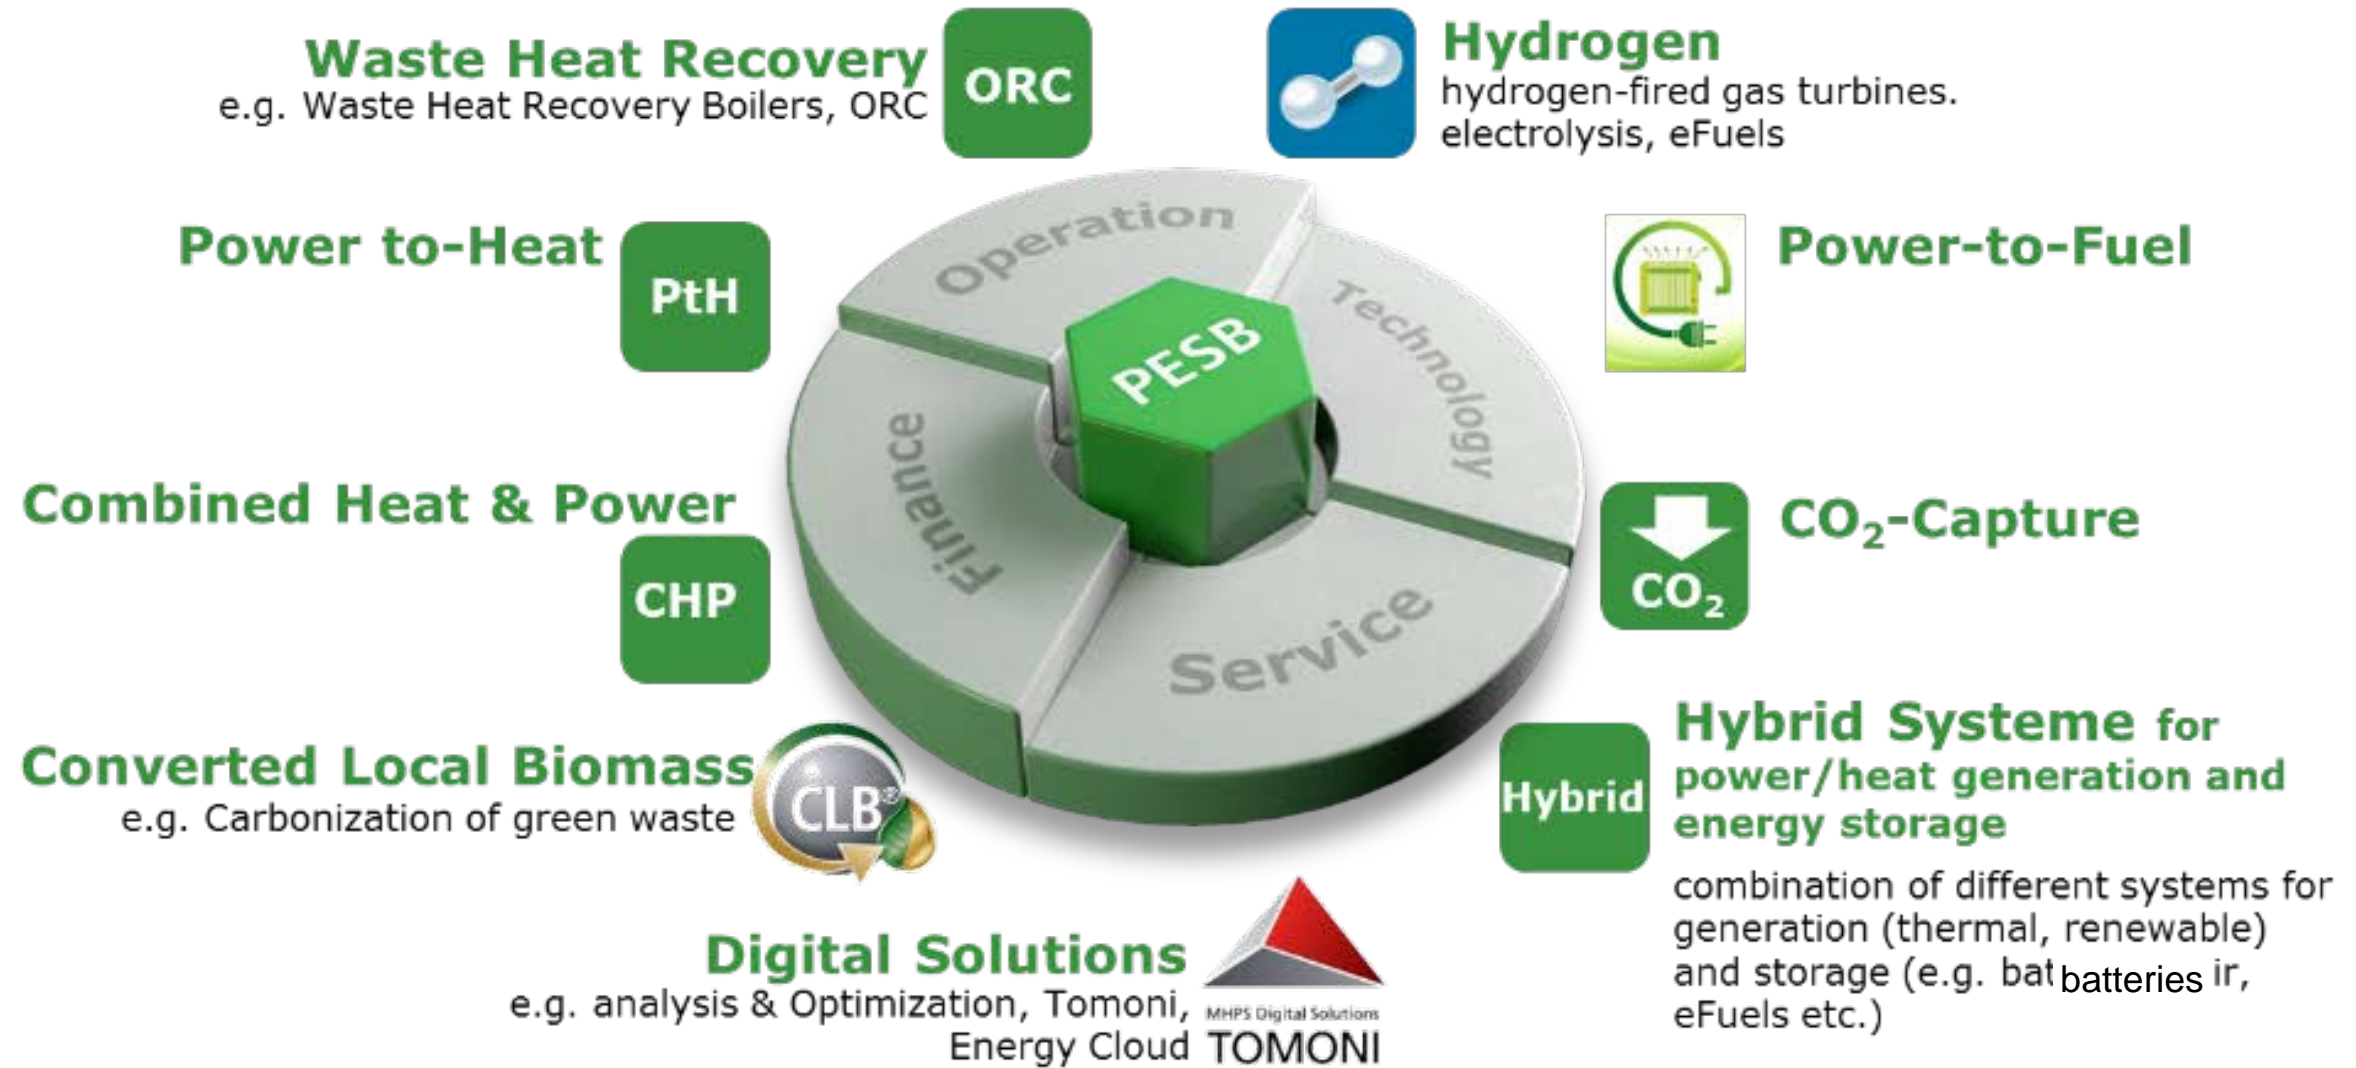 Waste Heat Recovery
e.g. Waste Heat Recovery Boilers, ORC
ORC
Hydrogen
hydrogen-fired gas turbines.
electrolysis, eFuels
Power to-Heat
PtH
Operation
Technology
PESB
Finance
Service
Power-to-Fuel
Combined Heat & Power
CHP
CO₂-Capture
CO₂
Converted Local Biomass
e.g. Carbonization of green waste
CLB®
Hybrid
Hybrid Systeme for
power/heat generation and
energy storage
combination of different systems for
generation (thermal, renewable)
and storage (e.g. bat batteries ir,
eFuels etc.)
Digital Solutions
e.g. analysis & Optimization, Tomoni,
Energy Cloud
MHPS Digital Solutions
TOMONI